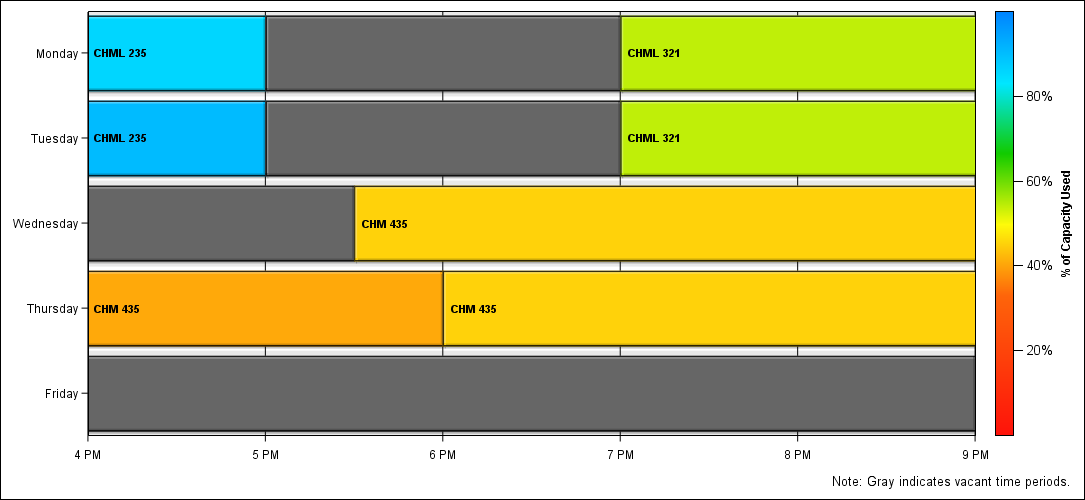 Monday
CHML 235
CHML 321
Tuesday
CHML 235
CHML 321
Wednesday
CHM 435
Thursday
CHM 435
CHM 435
Friday
4 PM
5 PM
6 PM
7 PM
8 PM
9 PM
80%
60%
40%
20%
% of Capacity Used
Note: Gray indicates vacant time periods.